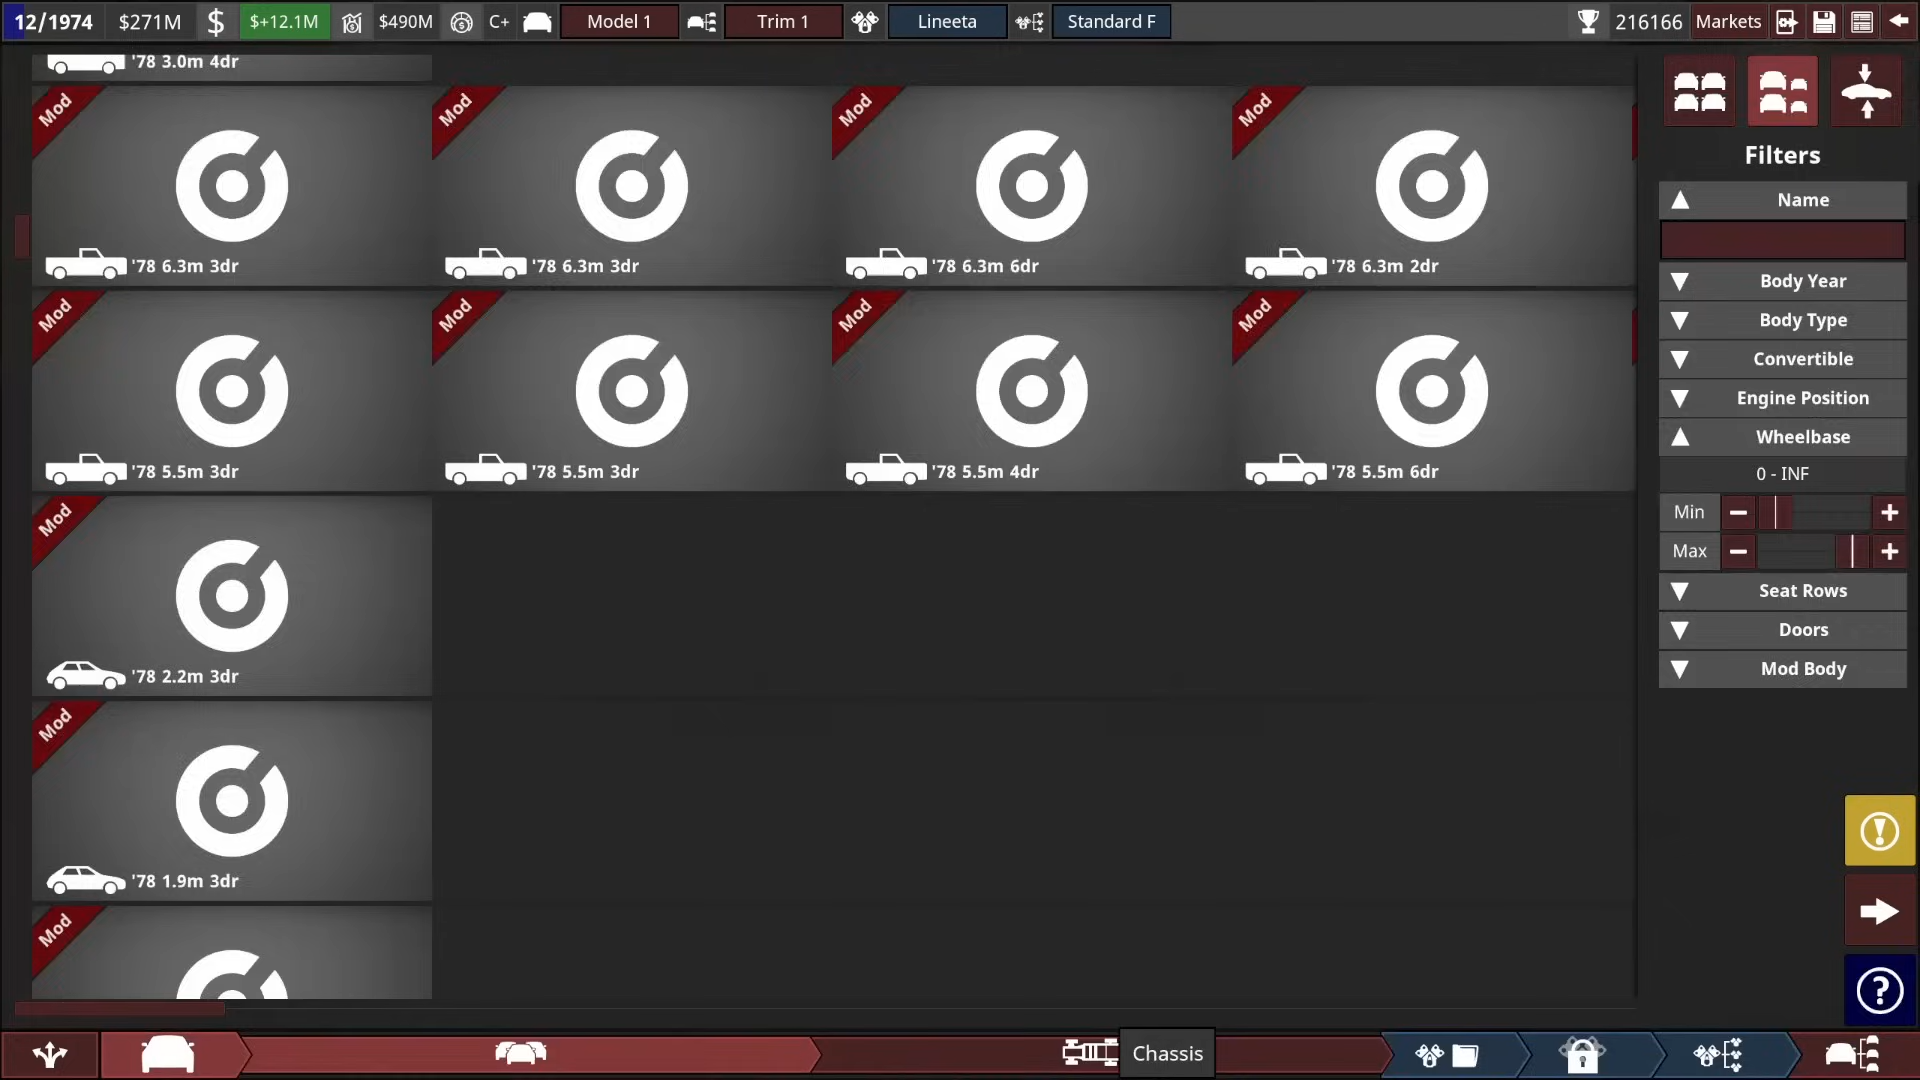 12/1974 $271M $ $+12.1M $490M C+ Model 1 Trim 1 Lineeta Standard F 216166 Markets
'78 3.0m 4dr
Mod Mod Mod Mod
'78 6.3m 3dr '78 6.3m 3dr '78 6.3m 6dr '78 6.3m 2dr
Mod Mod Mod Mod
'78 5.5m 3dr '78 5.5m 3dr '78 5.5m 4dr '78 5.5m 6dr
Mod
'78 2.2m 3dr
Mod
'78 1.9m 3dr
Mod
Filters
Name
Body Year
Body Type
Convertible
Engine Position
Wheelbase
0 - INF
Min
Max
Seat Rows
Doors
Mod Body
Chassis